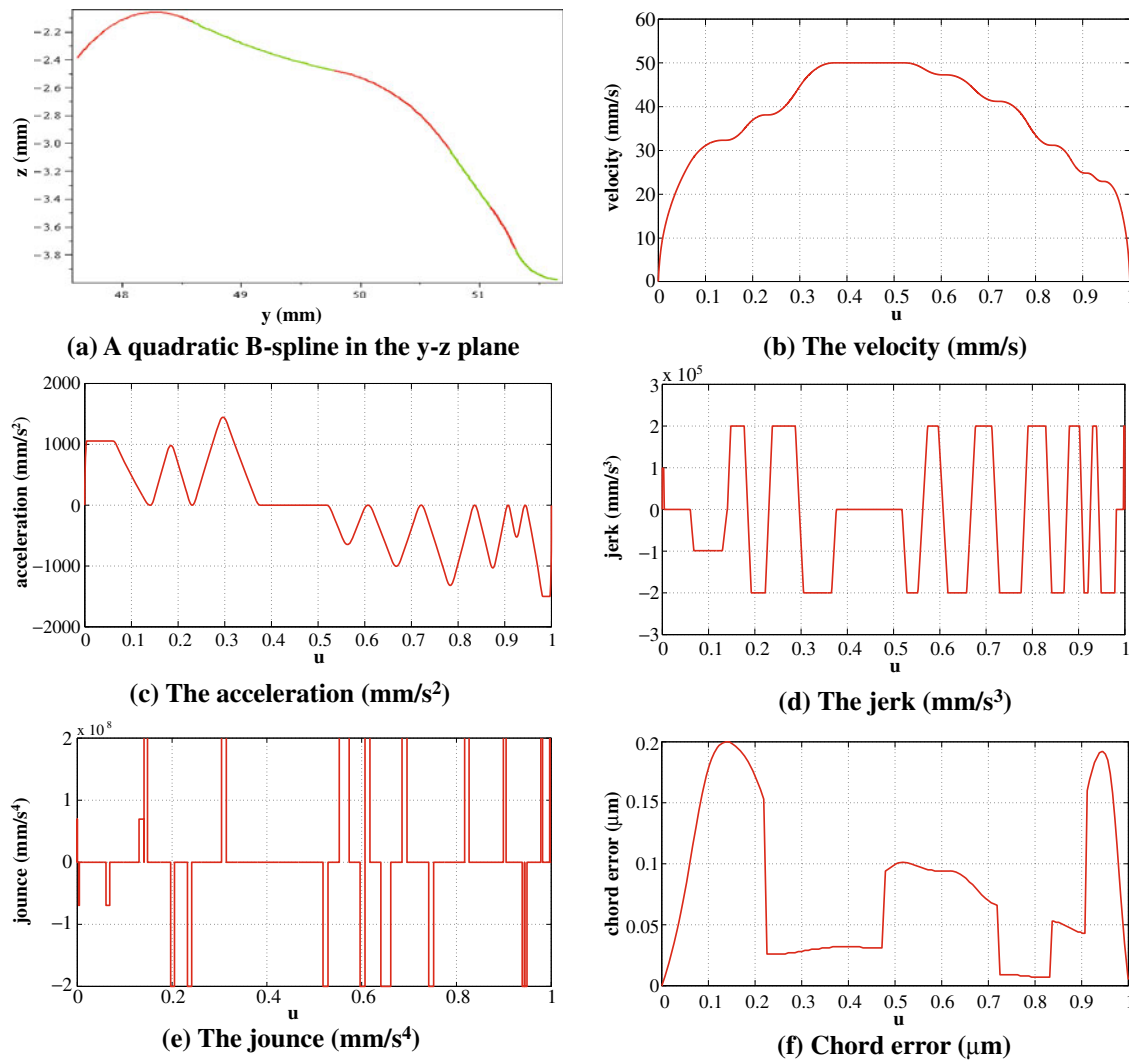 −2.2
−2.4
−2.6
−2.8
−3.0
−3.2
−3.4
−3.6
−3.8
z (mm)
48 49 50 51
y (mm)
(a) A quadratic B-spline in the y-z plane
60
50
40
30
20
10
0
velocity (mm/s)
0 0.1 0.2 0.3 0.4 0.5 0.6 0.7 0.8 0.9 1
u
(b) The velocity (mm/s)
2000
1000
0
−1000
−2000
acceleration (mm/s²)
0 0.1 0.2 0.3 0.4 0.5 0.6 0.7 0.8 0.9 1
u
(c) The acceleration (mm/s²)
x 10⁵
3
2
1
0
−1
−2
−3
jerk (mm/s³)
0 0.1 0.2 0.3 0.4 0.5 0.6 0.7 0.8 0.9 1
u
(d) The jerk (mm/s³)
x 10⁸
2
1
0
−1
−2
jounce (mm/s⁴)
0 0.2 0.4 0.6 0.8 1
u
(e) The jounce (mm/s⁴)
0.2
0.15
0.1
0.05
0
chord error (μm)
0 0.1 0.2 0.3 0.4 0.5 0.6 0.7 0.8 0.9 1
u
(f) Chord error (μm)